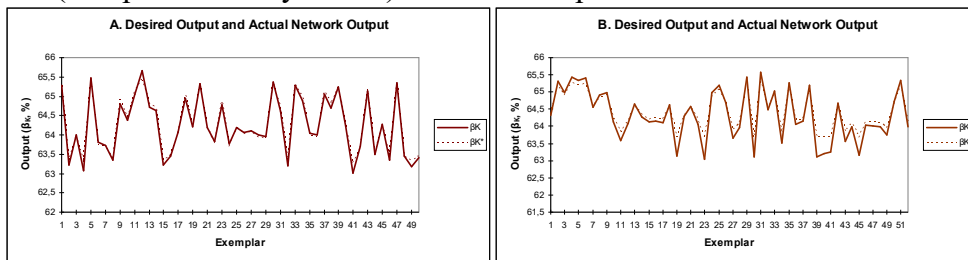 A. Desired Output and Actual Network Output
Output (βK, %)
66
65,5
65
64,5
64
63,5
63
62,5
62
1 3 5 7 9 11 13 15 17 19 21 23 25 27 29 31 33 35 37 39 41 43 45 47 49
Exemplar
βK
βK*
B. Desired Output and Actual Network Output
Output (βK, %)
66
65,5
65
64,5
64
63,5
63
62,5
62
61,5
1 3 5 7 9 11 13 15 17 19 21 23 25 27 29 31 33 35 37 39 41 43 45 47 49 51
Exemplar
βK
βK